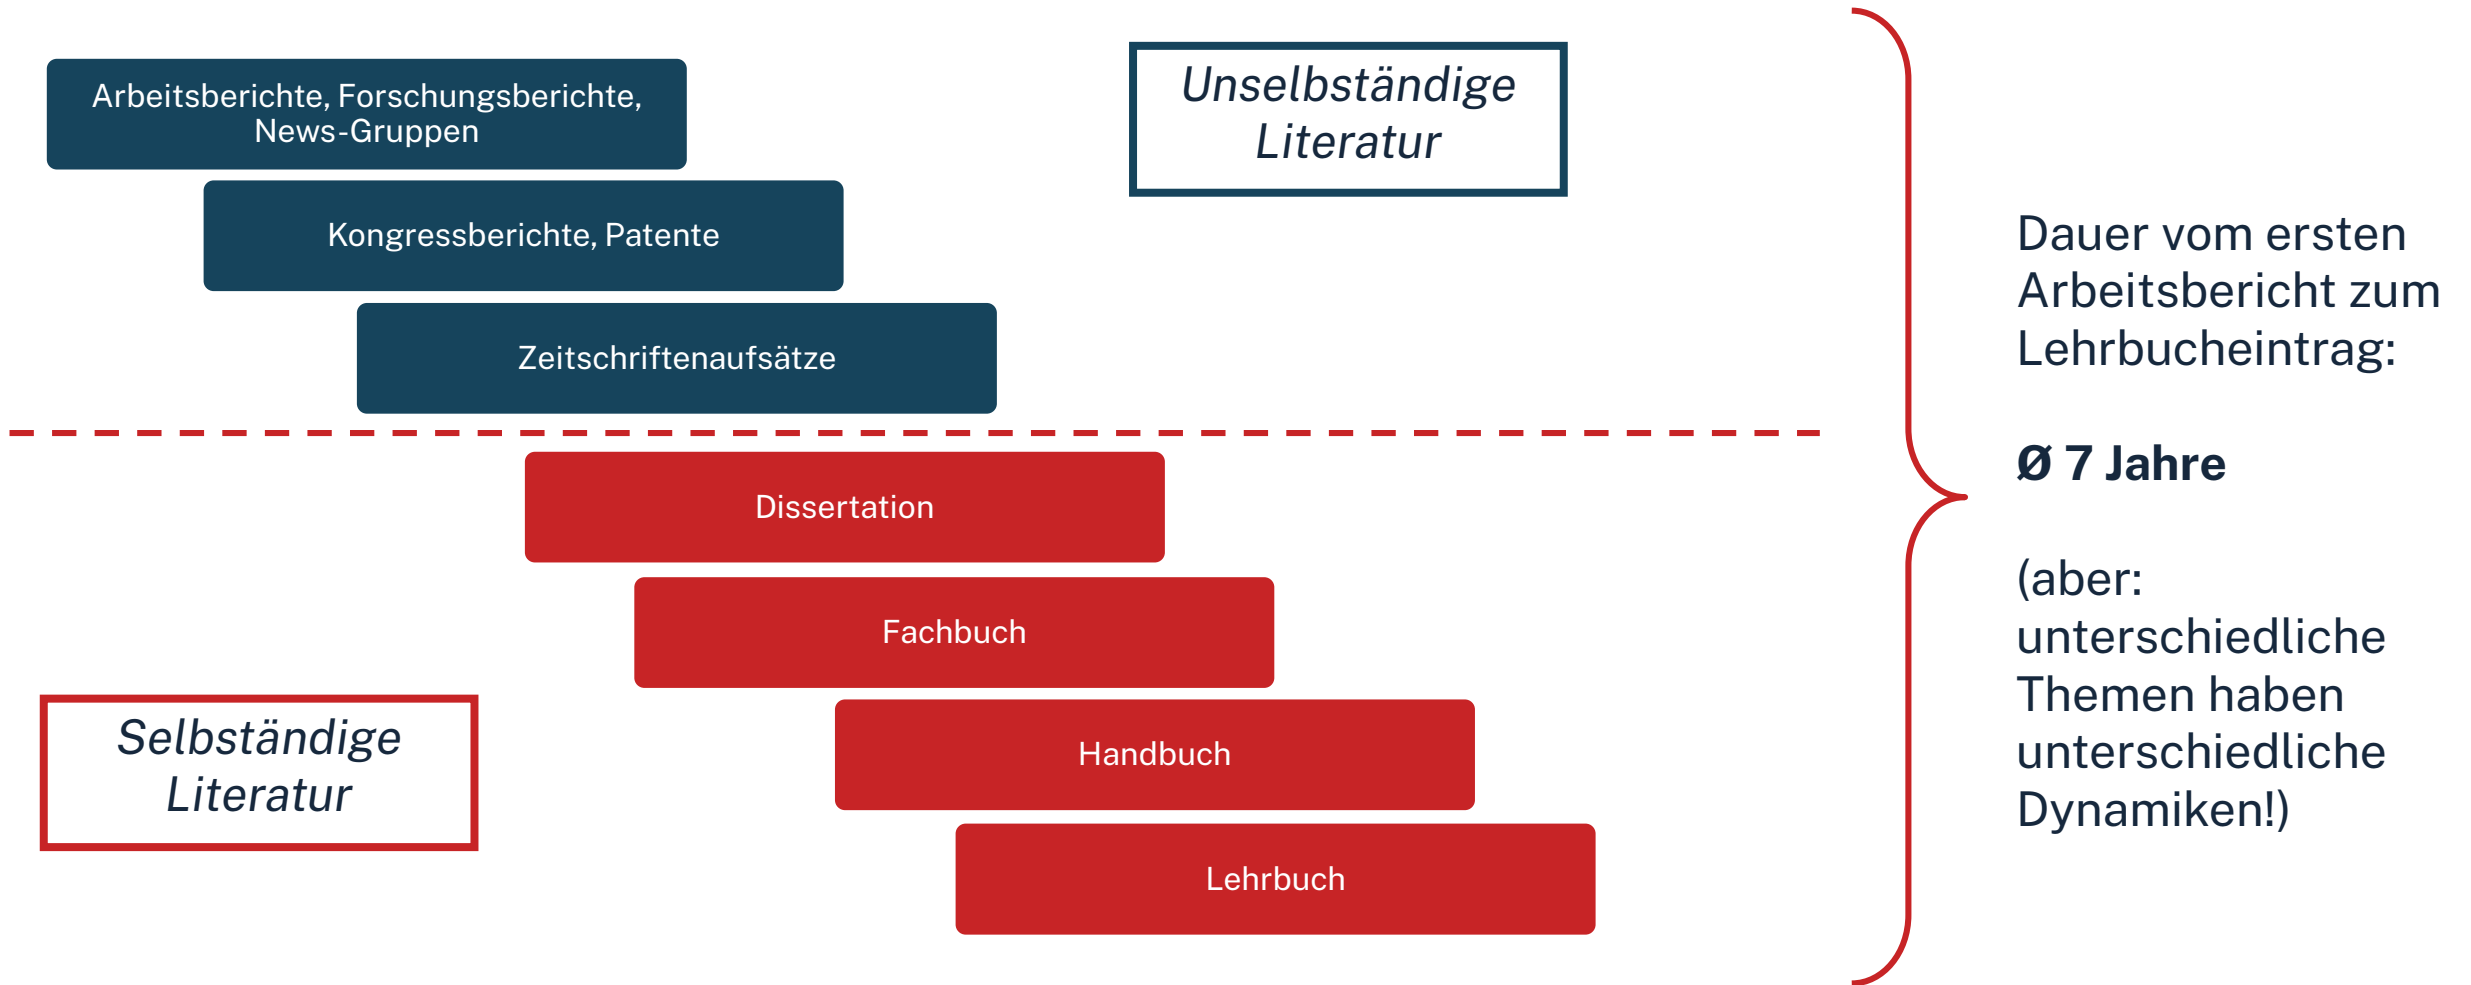 Arbeitsberichte, Forschungsberichte,
News-Gruppen
Kongressberichte, Patente
Zeitschriftenaufsätze
Unselbständige
Literatur
Dissertation
Fachbuch
Handbuch
Lehrbuch
Selbständige
Literatur
Dauer vom ersten
Arbeitsbericht zum
Lehrbucheintrag:
Ø 7 Jahre
(aber:
unterschiedliche
Themen haben
unterschiedliche
Dynamiken!)